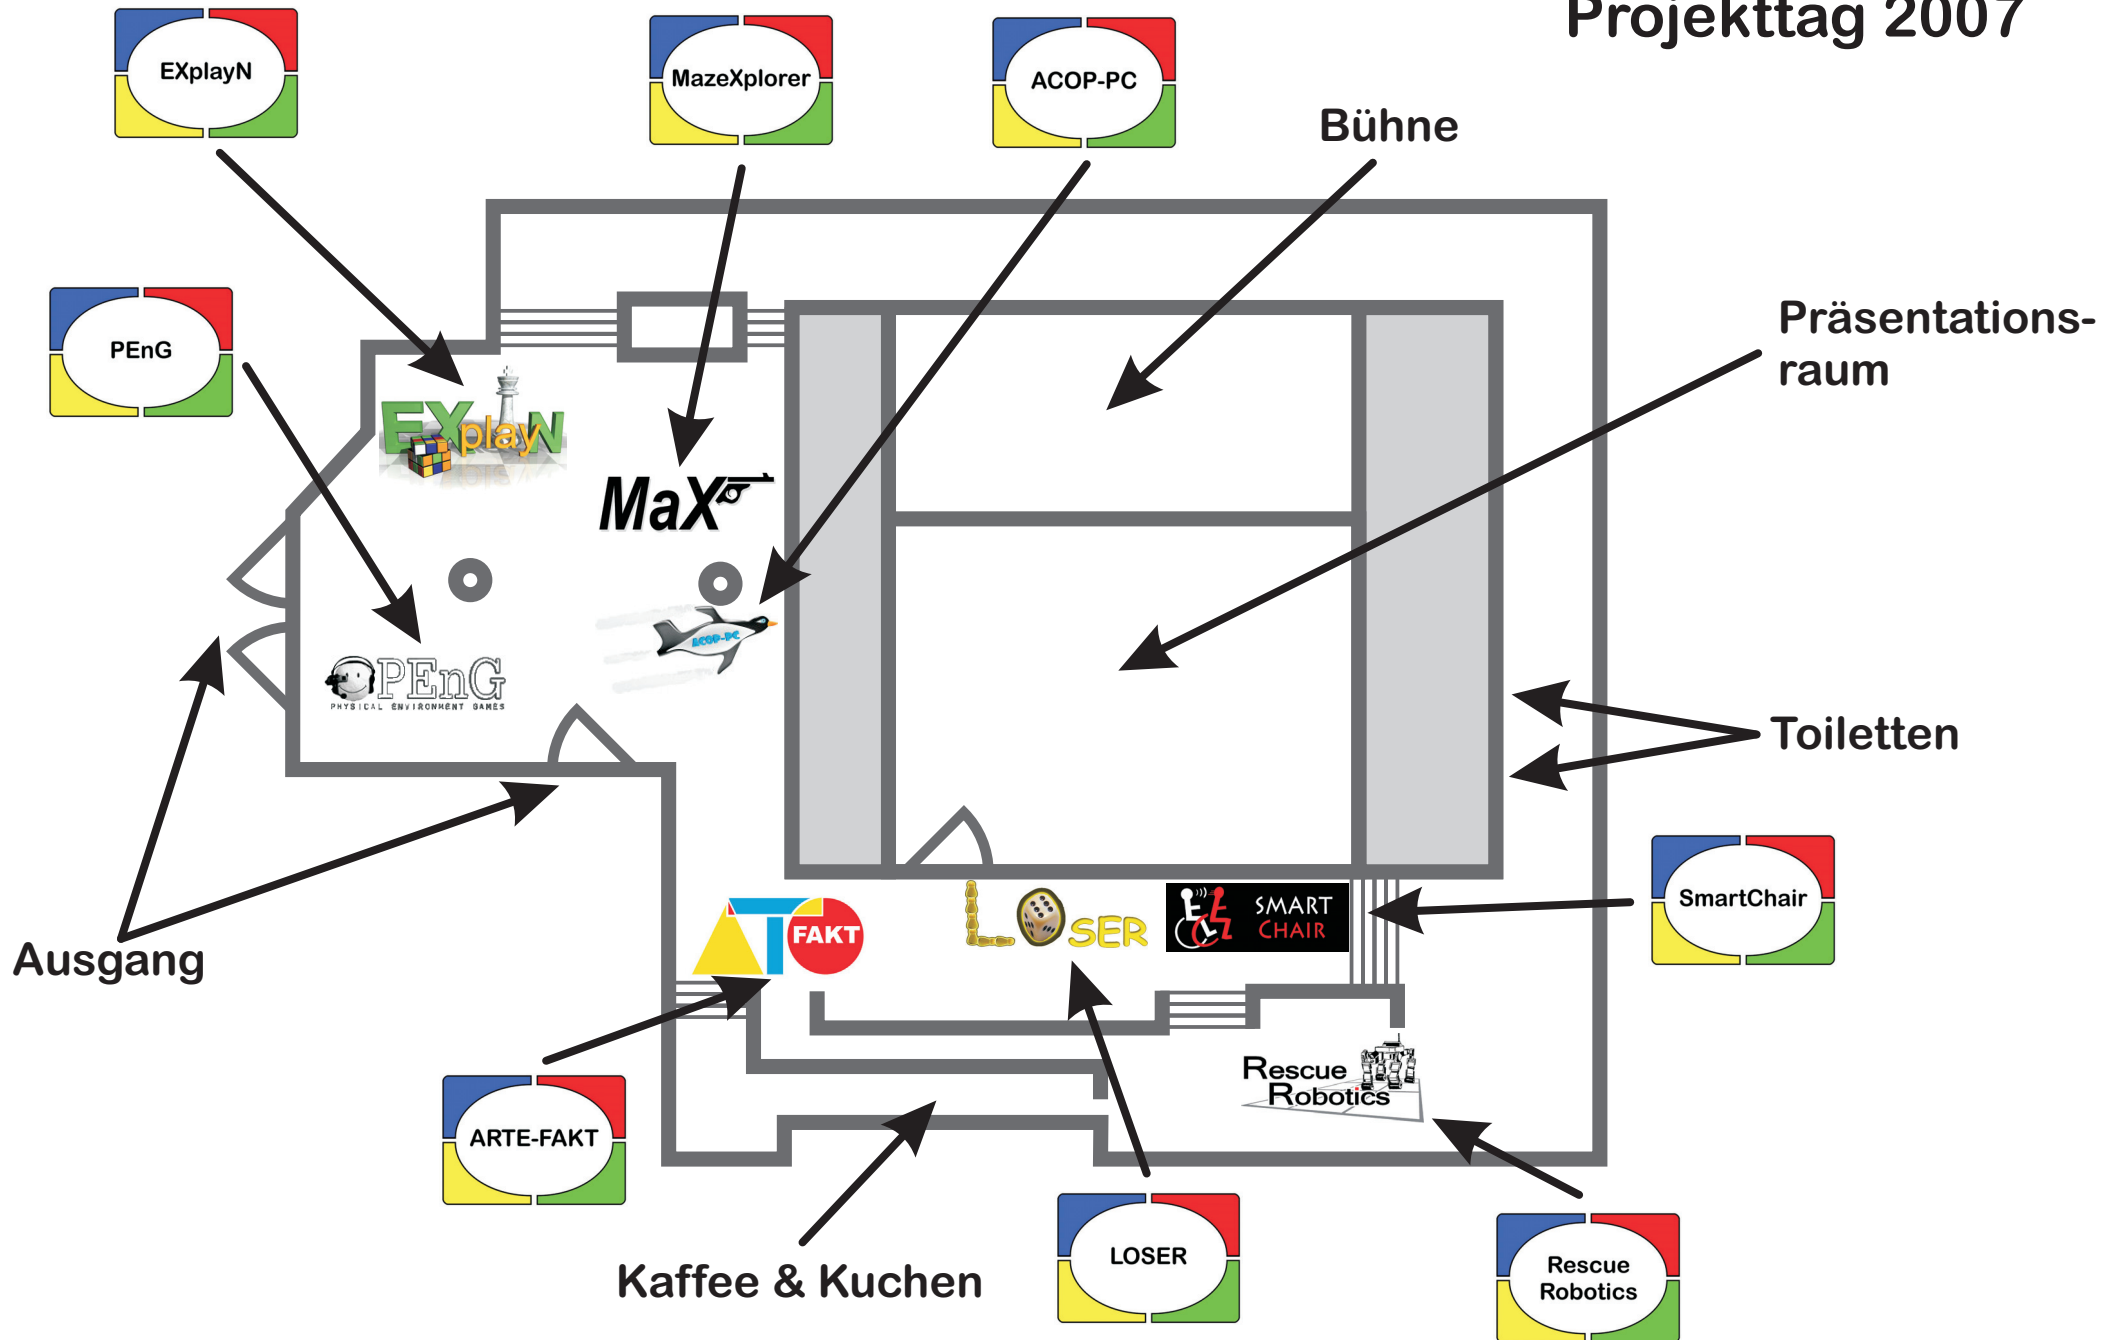 Projekttag 2007
EXplayN
MazeXplorer
ACOP-PC
Bühne
PEnG
Präsentations-
raum
EXplayN
MaX
ACOP-PC
PEnG
PHYSICAL ENVIRONMENT GAMES
Toiletten
SmartChair
Ausgang
FAKT
LOSER
SMART
CHAIR
Rescue
Robotics
ARTE-FAKT
Kaffee & Kuchen
LOSER
Rescue
Robotics